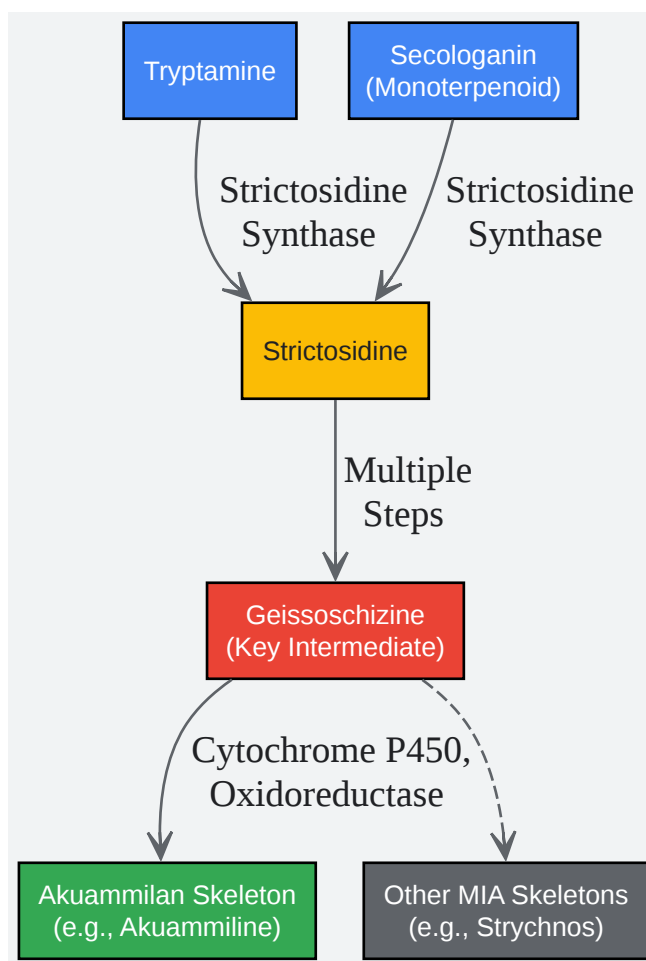 Tryptamine
Secologanin
(Monoterpenoid)
Strictosidine
Synthase
Strictosidine
Synthase
Strictosidine
Multiple
Steps
Geissoschizine
(Key Intermediate)
Cytochrome P450,
Oxidoreductase
Akuammilan Skeleton
(e.g., Akuammiline)
Other MIA Skeletons
(e.g., Strychnos)